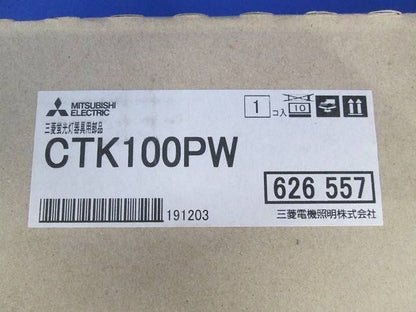 MITSUBISHI
ELECTRIC
1 コ入 10
三菱蛍光灯器具用部品
CTK100PW
626 557
191203
三菱電機照明株式会社